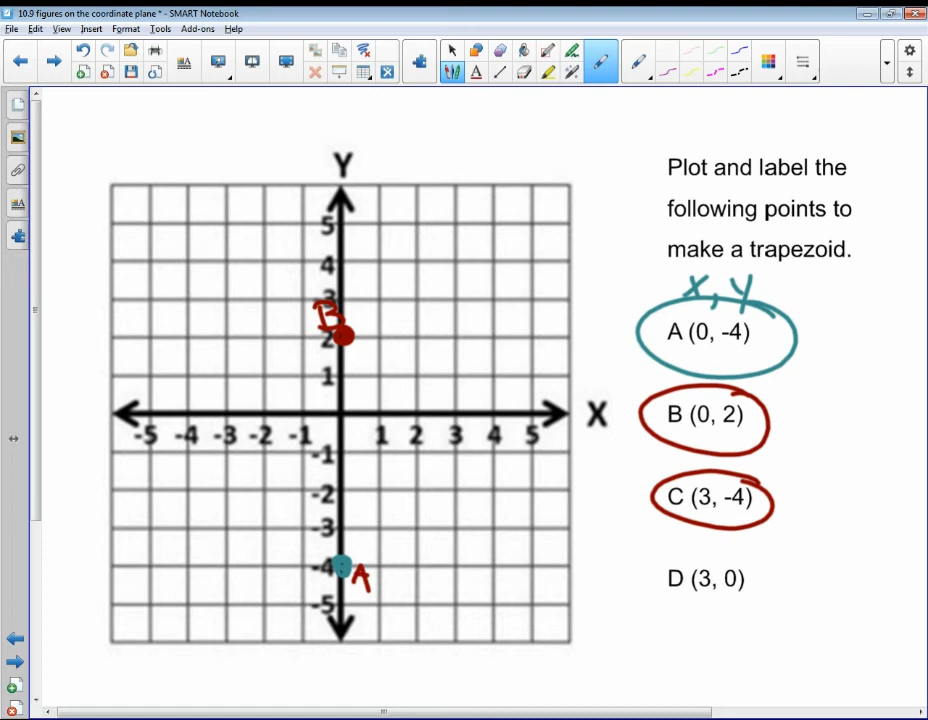 10.9 figures on the coordinate plane * - SMART Notebook
File Edit View Insert Format Tools Add-ons Help
Y
5
4
3
B
2
1
X
-5 -4 -3 -2 -1 1 2 3 4 5
-1
-2
-3
-4
A
-5
Plot and label the
following points to
make a trapezoid.
X, Y
A (0, -4)
B (0, 2)
C (3, -4)
D (3, 0)